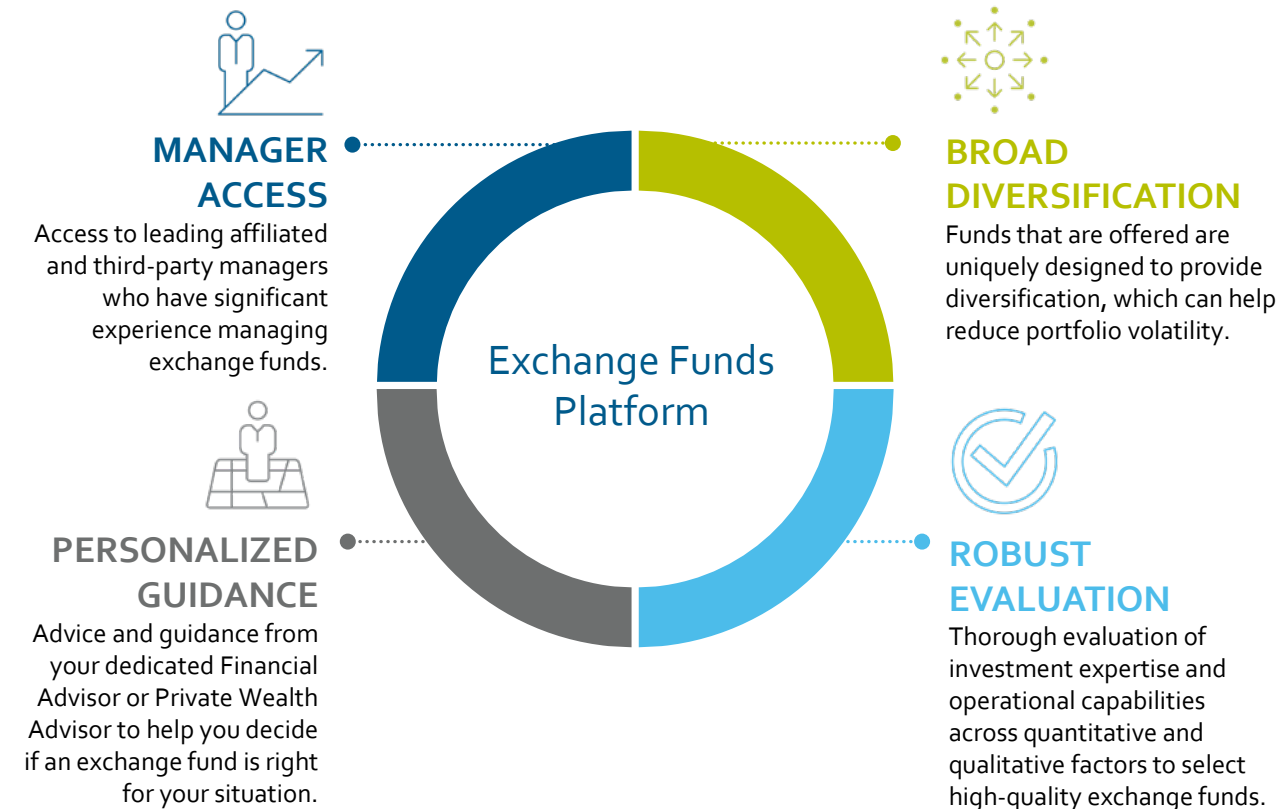 MANAGER
ACCESS
Access to leading affiliated
and third-party managers
who have significant
experience managing
exchange funds.
BROAD
DIVERSIFICATION
Funds that are offered are
uniquely designed to provide
diversification, which can help
reduce portfolio volatility.
Exchange Funds
Platform
PERSONALIZED
GUIDANCE
Advice and guidance from
your dedicated Financial
Advisor or Private Wealth
Advisor to help you decide
if an exchange fund is right
for your situation.
ROBUST
EVALUATION
Thorough evaluation of
investment expertise and
operational capabilities
across quantitative and
qualitative factors to select
high-quality exchange funds.